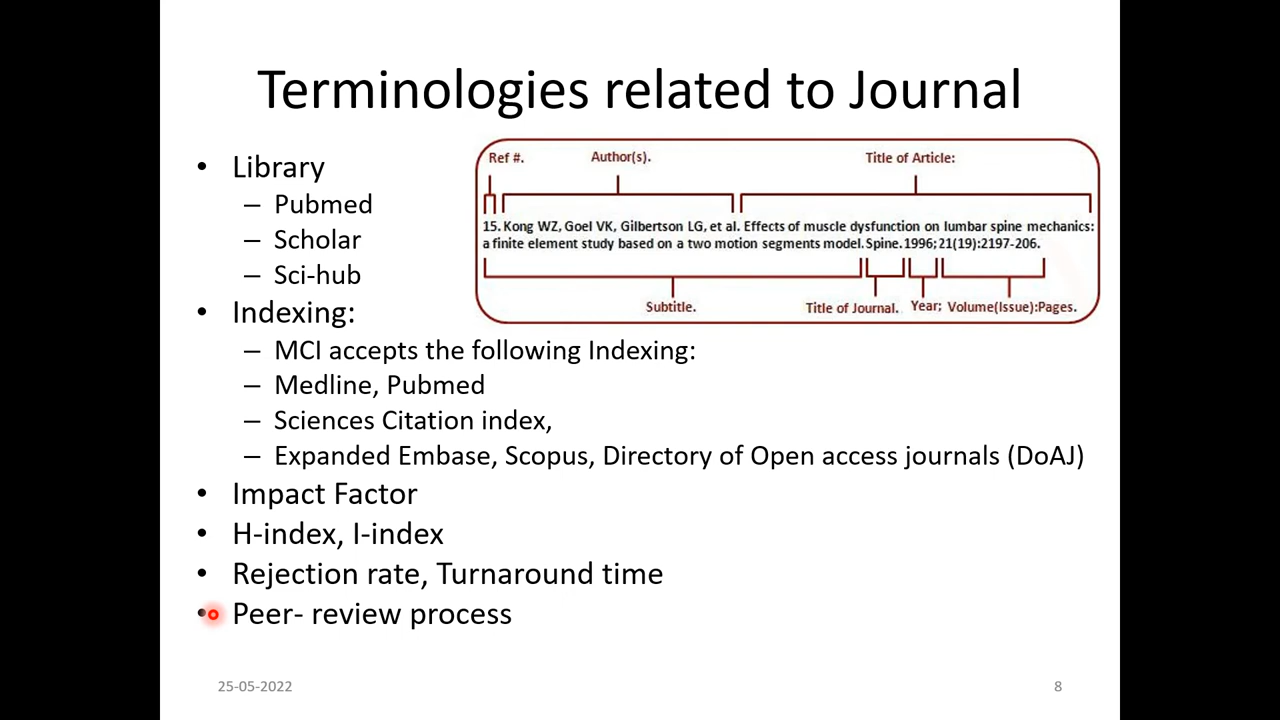 Terminologies related to Journal
• Library
– Pubmed
– Scholar
– Sci-hub
Ref #. Author(s). Title of Article:
15. Kong WZ, Goel VK, Gilbertson LG, et al. Effects of muscle dysfunction on lumbar spine mechanics:
a finite element study based on a two motion segments model. Spine. 1996; 21(19):2197-206.
Subtitle. Title of Journal. Year; Volume(Issue):Pages.
• Indexing:
– MCI accepts the following Indexing:
– Medline, Pubmed
– Sciences Citation index,
– Expanded Embase, Scopus, Directory of Open access journals (DoAJ)
• Impact Factor
• H-index, I-index
• Rejection rate, Turnaround time
• Peer- review process
25-05-2022 8